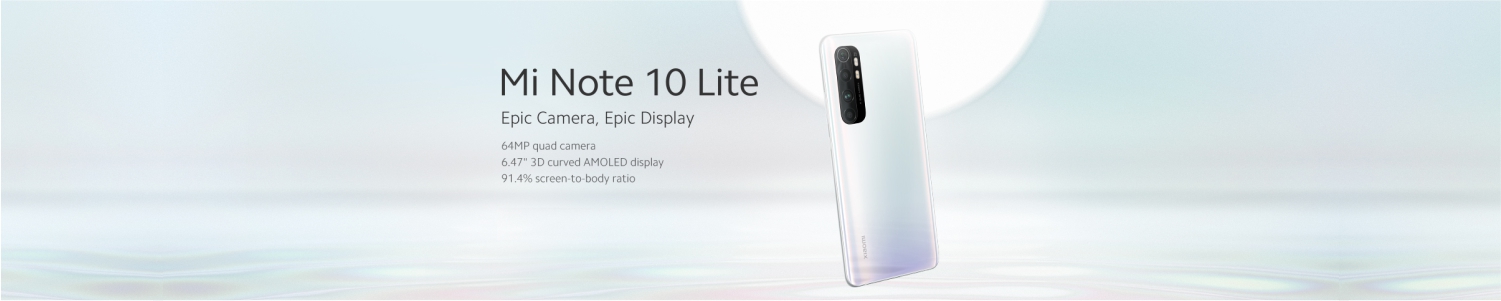 Mi Note 10 Lite
Epic Camera, Epic Display
64MP quad camera
6.47" 3D curved AMOLED display
91.4% screen-to-body ratio
XIAOMI